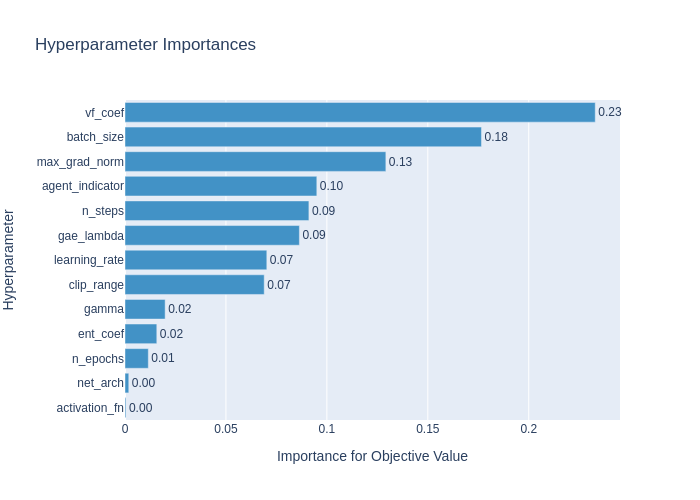 Hyperparameter Importances
Hyperparameter
vf_coef 0.23
batch_size 0.18
max_grad_norm 0.13
agent_indicator 0.10
n_steps 0.09
gae_lambda 0.09
learning_rate 0.07
clip_range 0.07
gamma 0.02
ent_coef 0.02
n_epochs 0.01
net_arch 0.00
activation_fn 0.00
0 0.05 0.1 0.15 0.2
Importance for Objective Value